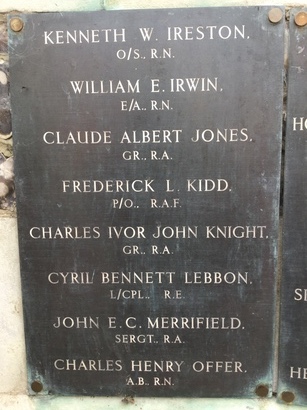 KENNETH W. IRESTON,
O/S., R.N.
WILLIAM E. IRWIN,
E/A., R.N.
CLAUDE ALBERT JONES,
GR., R.A.
FREDERICK L. KIDD,
P/O., R.A.F.
CHARLES IVOR JOHN KNIGHT,
GR., R.A.
CYRIL BENNETT LEBBON,
L/CPL., R.E.
JOHN E. C. MERRIFIELD,
SERGT., R.A.
CHARLES HENRY OFFER,
A.B., R.N.